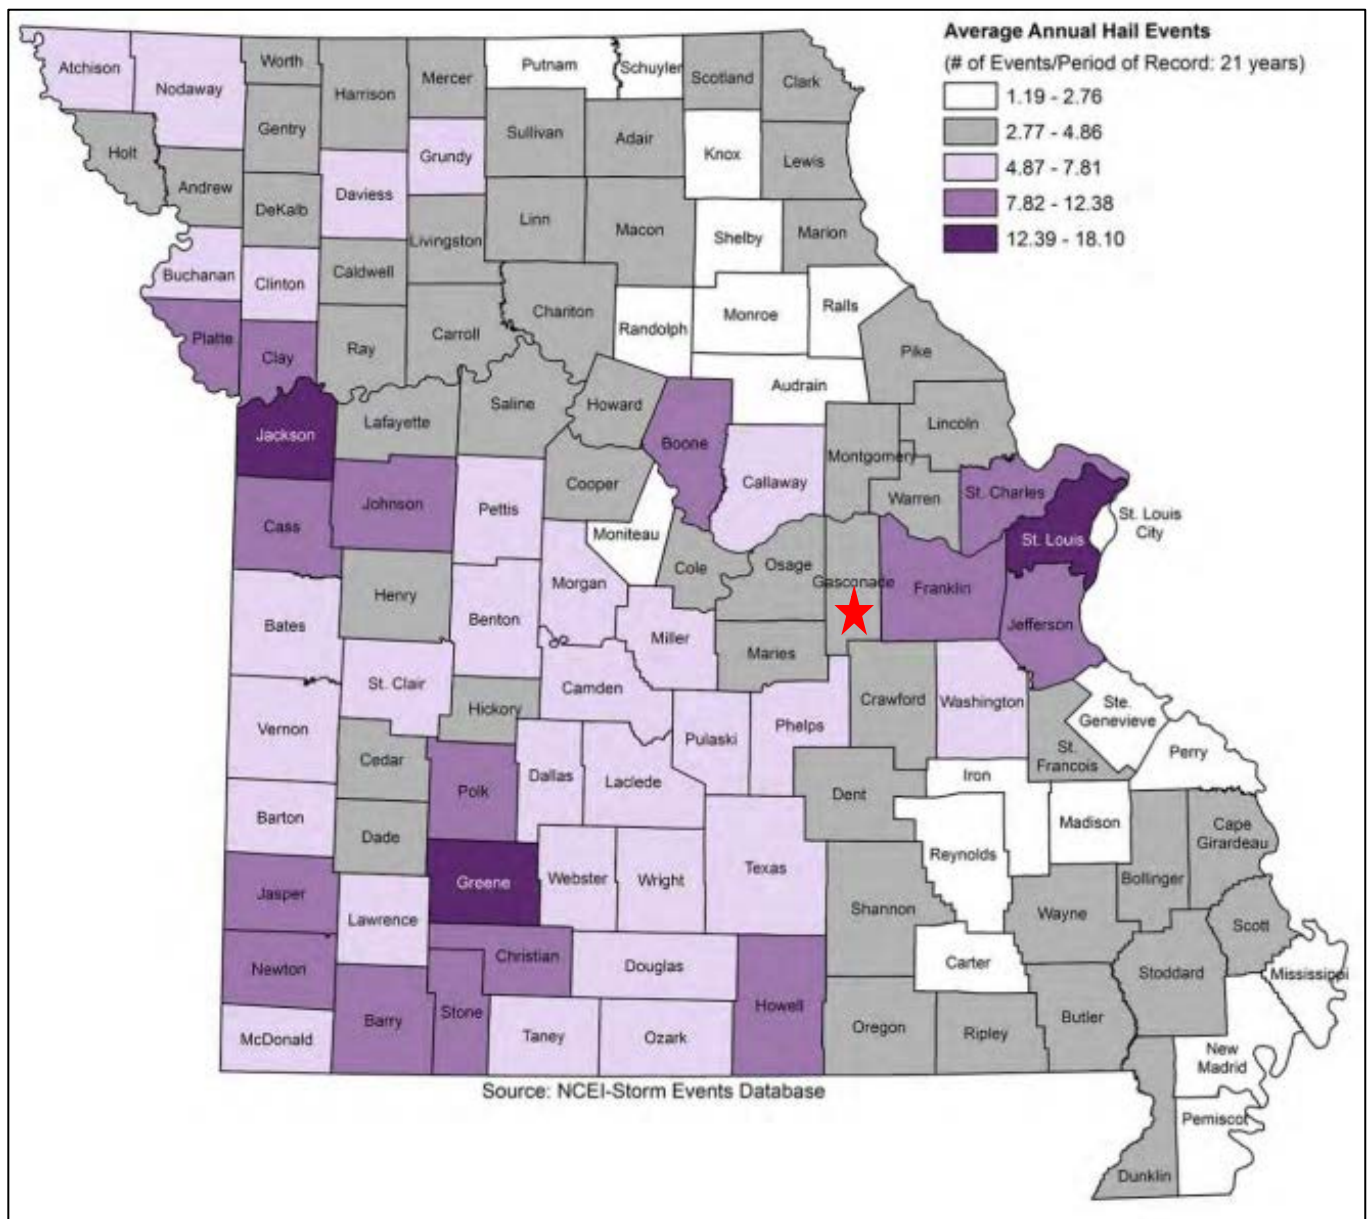 Average Annual Hail Events
(# of Events/Period of Record: 21 years)
1.19 - 2.76
2.77 - 4.86
4.87 - 7.81
7.82 - 12.38
12.39 - 18.10
Atchison
Nodaway
Worth
Harrison
Mercer
Putnam
Schuyler
Scotland
Clark
Holt
Andrew
Gentry
DeKalb
Daviess
Grundy
Sullivan
Adair
Knox
Lewis
Buchanan
Clinton
Caldwell
Livingston
Linn
Macon
Shelby
Marion
Platte
Clay
Ray
Carroll
Chariton
Randolph
Monroe
Ralls
Pike
Audrain
Jackson
Lafayette
Saline
Howard
Boone
Callaway
Montgomery
Lincoln
Warren
St. Charles
St. Louis
City
St. Louis
Cass
Johnson
Pettis
Cooper
Moniteau
Cole
Osage
Gasconade
Franklin
Jefferson
Bates
Henry
Benton
Morgan
Miller
Maries
St. Clair
Hickory
Camden
Pulaski
Phelps
Crawford
Washington
St.
Francois
Ste.
Genevieve
Perry
Vernon
Cedar
Polk
Dallas
Laclede
Dent
Iron
Madison
Barton
Dade
Greene
Webster
Wright
Texas
Reynolds
Bollinger
Cape
Girardeau
Jasper
Lawrence
Christian
Douglas
Shannon
Wayne
Scott
Newton
Barry
Stone
Howell
Carter
Stoddard
Mississippi
McDonald
Taney
Ozark
Oregon
Ripley
Butler
New
Madrid
Pemiscot
Dunklin
Source: NCEI-Storm Events Database